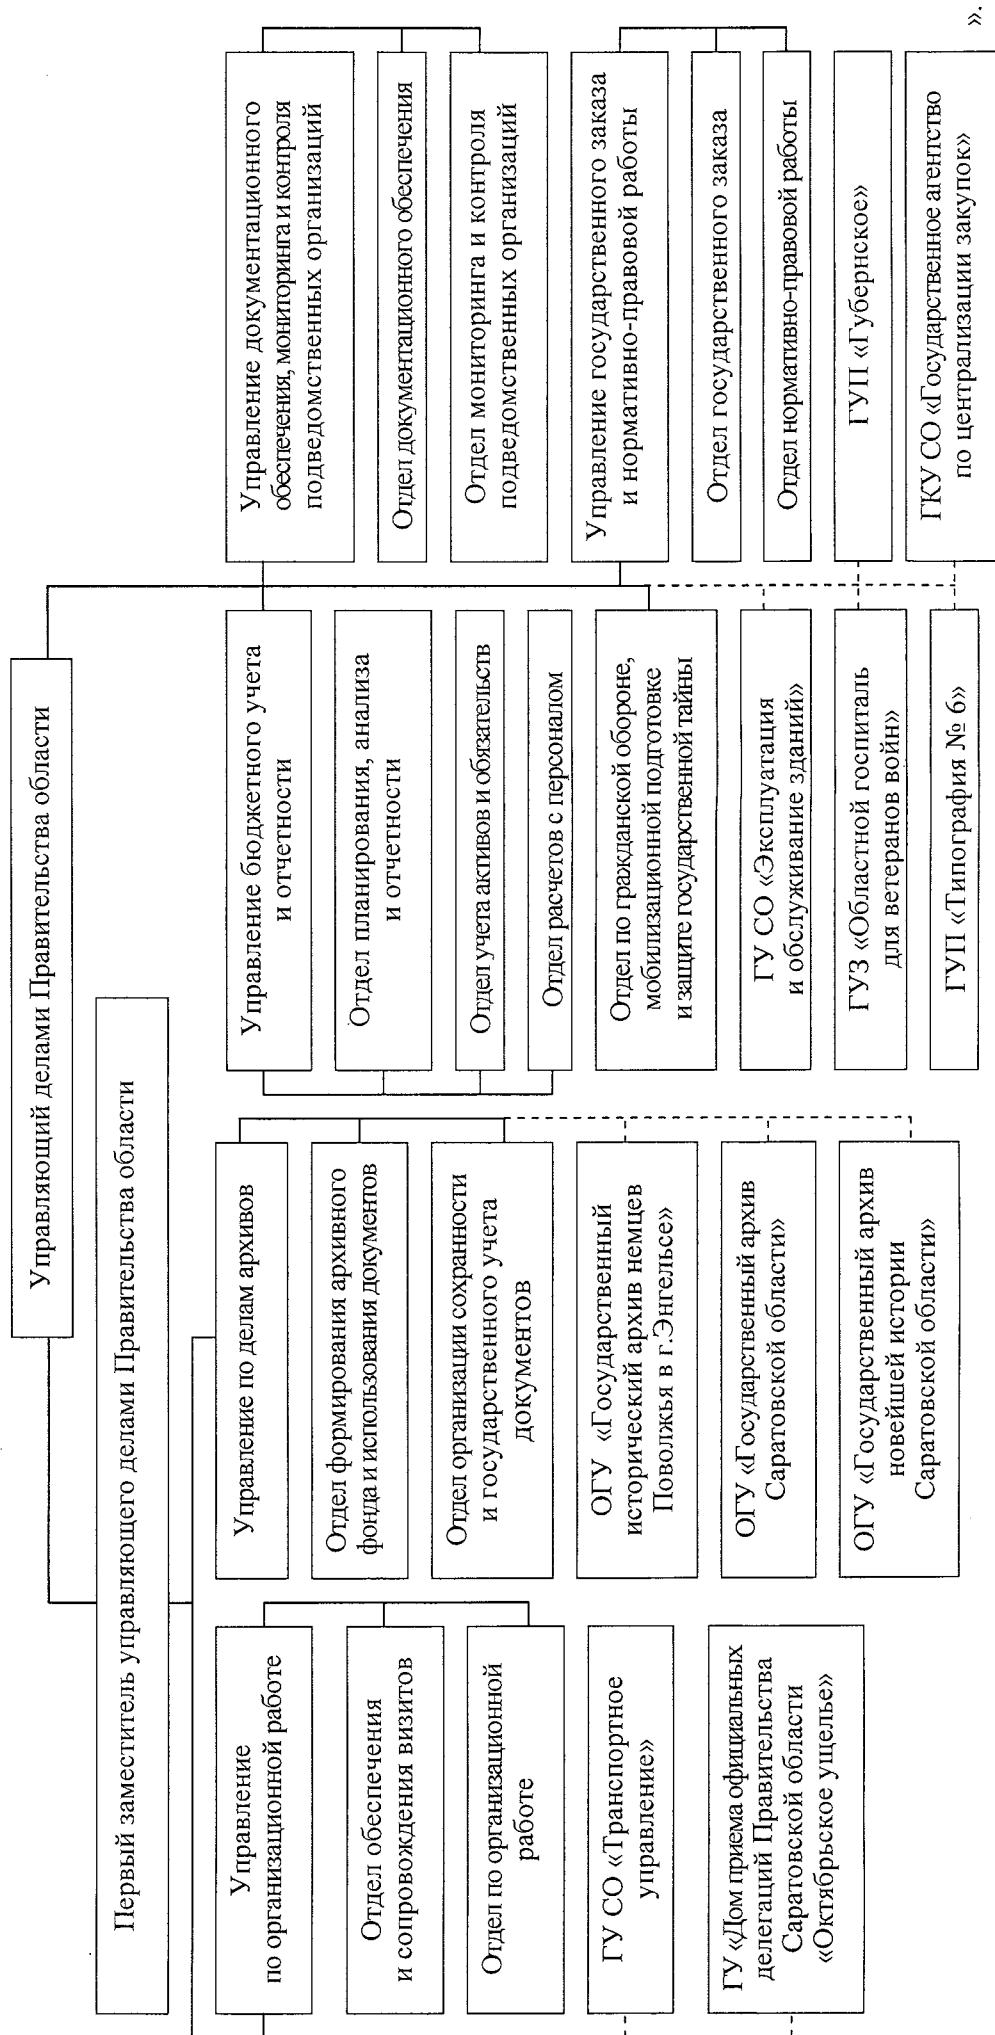 Управляющий делами Правительства области
Первый заместитель управляющего делами Правительства области
Управление
по организационной работе
Отдел обеспечения
и сопровождения визитов
Отдел по организационной
работе
ГУ СО «Транспортное
управление»
ГУ «Дом приема официальных
делегаций Правительства
Саратовской области
«Октябрьское ущелье»
Управление по делам архивов
Отдел формирования архивного
фонда и использования документов
Отдел организации сохранности
и государственного учета
документов
ОГУ «Государственный
исторический архив немцев
Поволжья в г.Энгельсе»
ОГУ «Государственный архив
Саратовской области»
ОГУ «Государственный архив
новейшей истории
Саратовской области»
Управление бюджетного учета
и отчетности
Отдел планирования, анализа
и отчетности
Отдел учета активов и обязательств
Отдел расчетов с персоналом
Отдел по гражданской обороне,
мобилизационной подготовке
и защите государственной тайны
ГУ СО «Эксплуатация
и обслуживание зданий»
ГУЗ «Областной госпиталь
для ветеранов войн»
ГУП «Типография № 6»
Управление документационного
обеспечения, мониторинга и контроля
подведомственных организаций
Отдел документационного обеспечения
Отдел мониторинга и контроля
подведомственных организаций
Управление государственного заказа
и нормативно-правовой работы
Отдел государственного заказа
Отдел нормативно-правовой работы
ГУП «Губернское»
ГКУ СО «Государственное агентство
по централизации закупок»
».